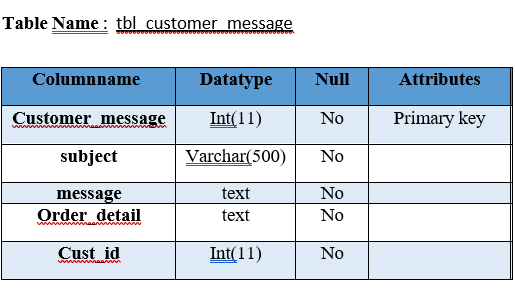 Table Name : tbl_customer_message
Columnname Datatype Null Attributes
Customer_message Int(11) No Primary key
subject Varchar(500) No
message text No
Order_detail text No
Cust_id Int(11) No